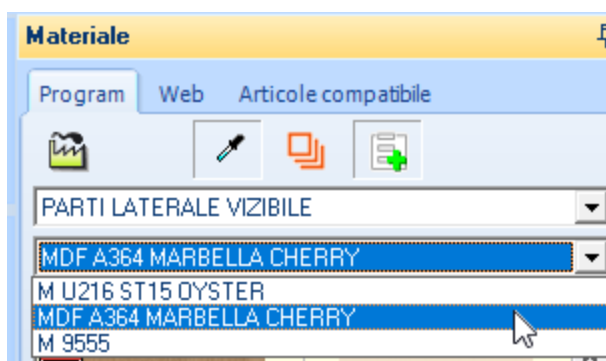 Materiale
Program Web Articole compatibile
PARTI LATERALE VIZIBILE
MDF A364 MARBELLA CHERRY
M U216 ST15 OYSTER
MDF A364 MARBELLA CHERRY
M 9555